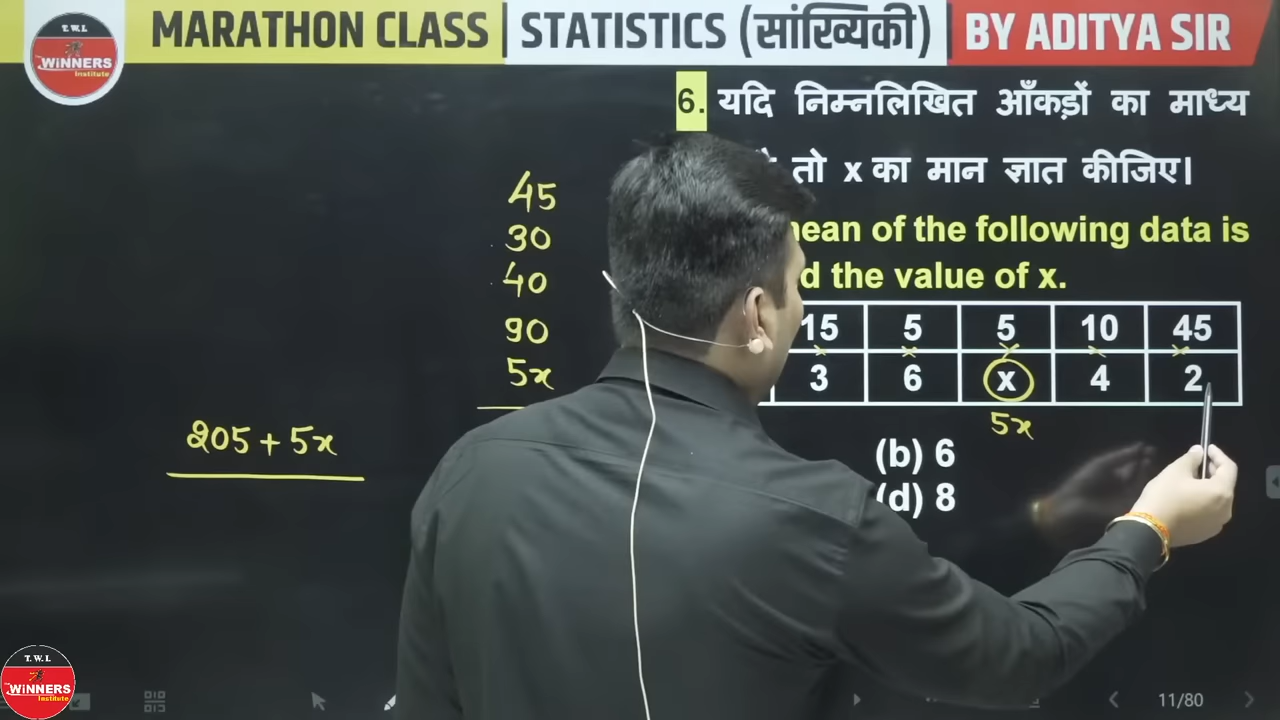 MARATHON CLASS STATISTICS (सांख्यिकी) BY ADITYA SIR
T.W.I.
WiNNERS
Institute
6. यदि निम्नलिखित आँकड़ों का माध्य
तो x का मान ज्ञात कीजिए।
of the following data is
the value of x.
15 5 5 10 45
3 6 x 4 2
5x
(b) 6
(d) 8
45
30
40
90
5x
205 + 5x
T.W.I.
WiNNERS
Institute
11/80